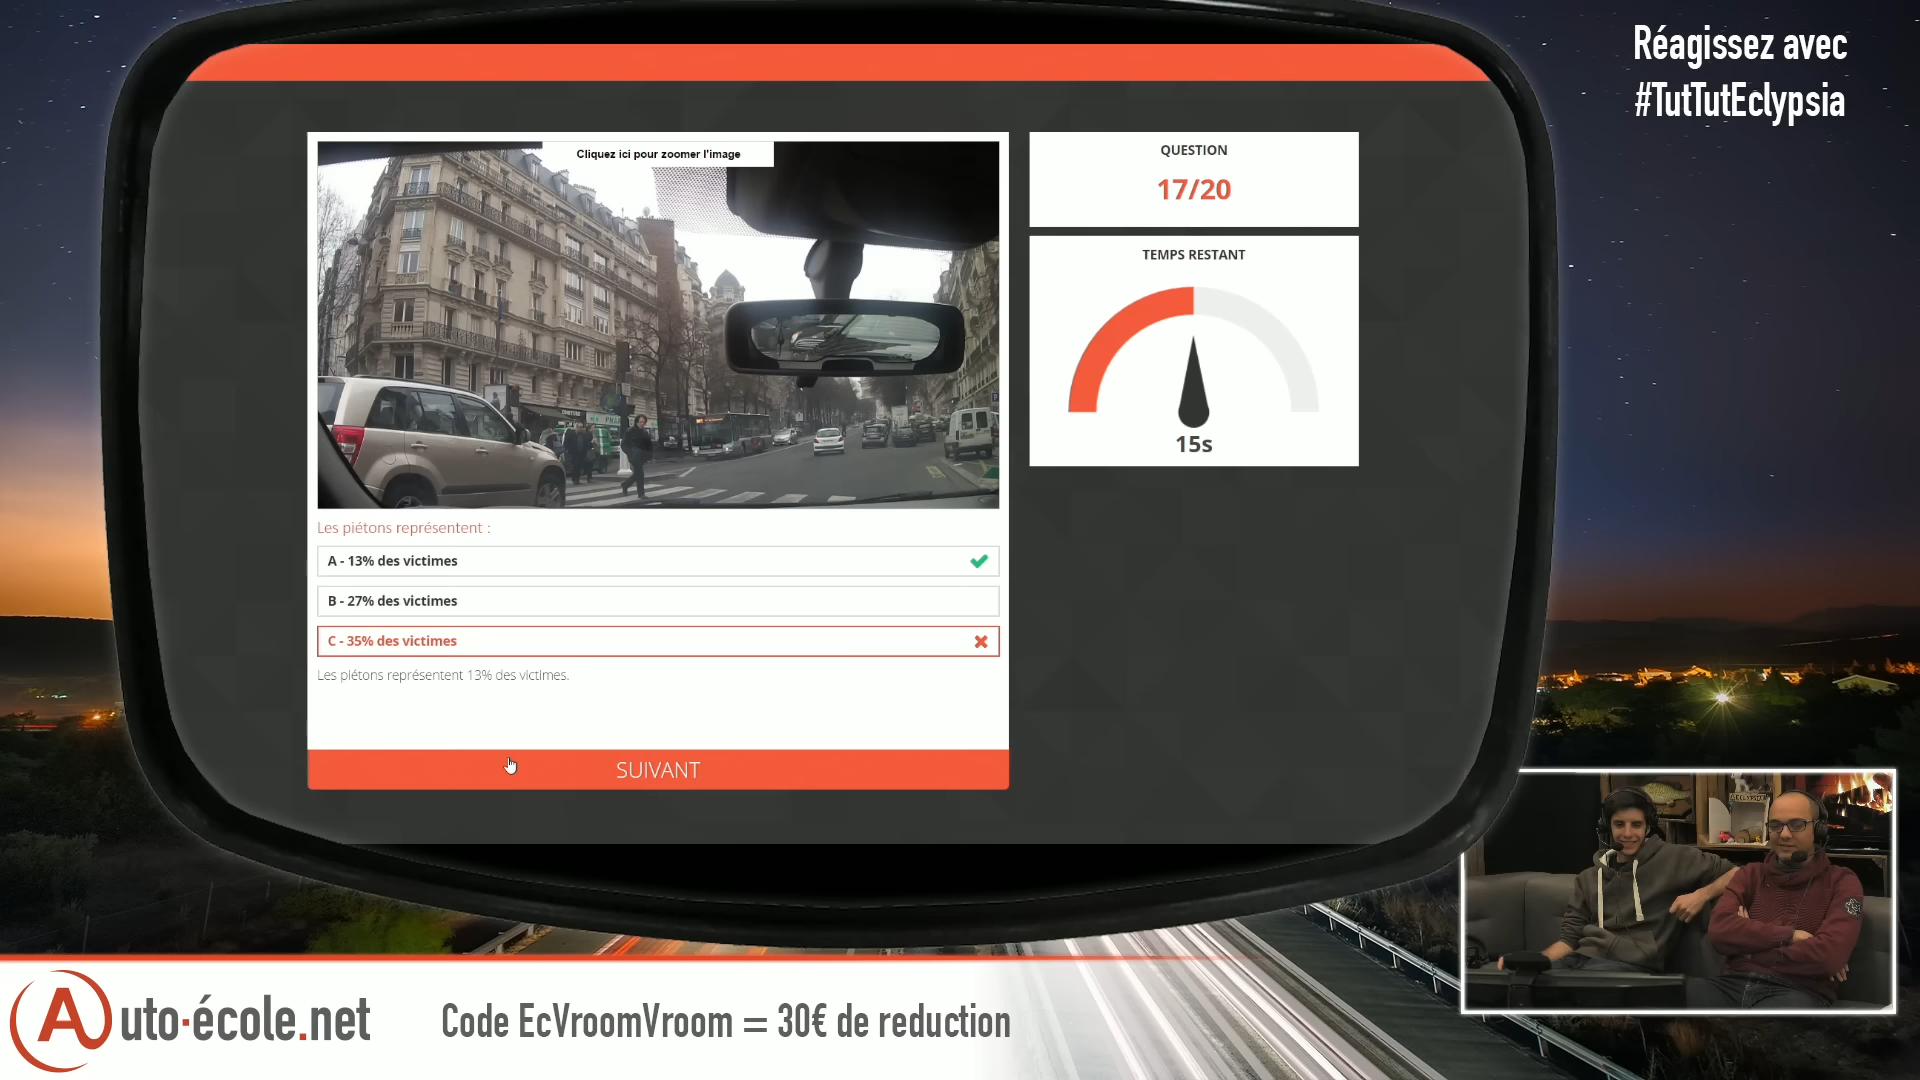 Réagissez avec
#TutTutEclypsia
Cliquez ici pour zoomer l'image
QUESTION
17/20
TEMPS RESTANT
15s
Les piétons représentent :
A - 13% des victimes
B - 27% des victimes
C - 35% des victimes
Les piétons représentent 13% des victimes.
SUIVANT
Auto·école.net
Code EcVroomVroom = 30€ de reduction